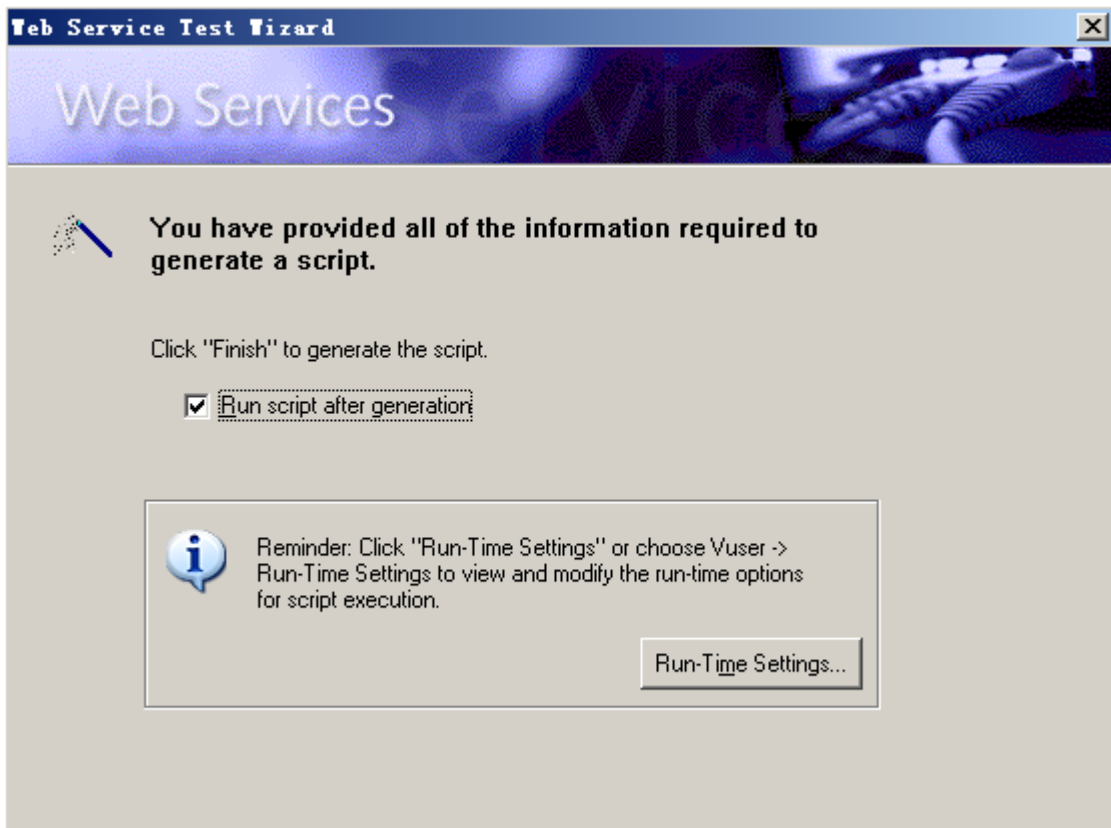 Web Service Test Wizard
Web Services
You have provided all of the information required to
generate a script.
Click "Finish" to generate the script.
Run script after generation
Reminder: Click "Run-Time Settings" or choose Vuser ->
Run-Time Settings to view and modify the run-time options
for script execution.
Run-Time Settings...